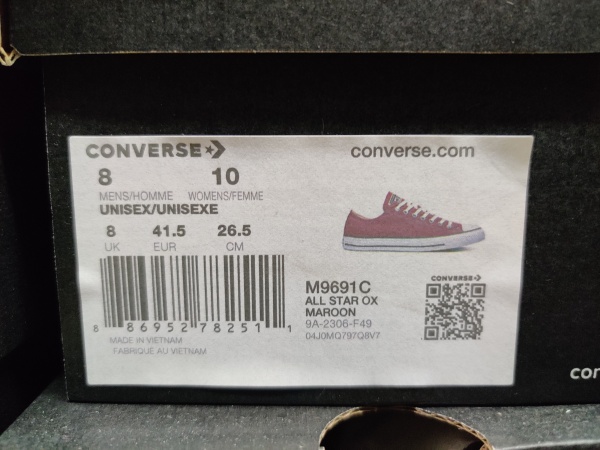 CONVERSE
converse.com
8 10
MENS/HOMME WOMENS/FEMME
UNISEX/UNISEXE
8 41.5 26.5
UK EUR CM
8 86952 78251 1
MADE IN VIETNAM
FABRIQUÉ AU VIETNAM
M9691C
ALL STAR OX
MAROON
9A-2306-F49
04J0MQ797Q8V7
CONVERSE
con